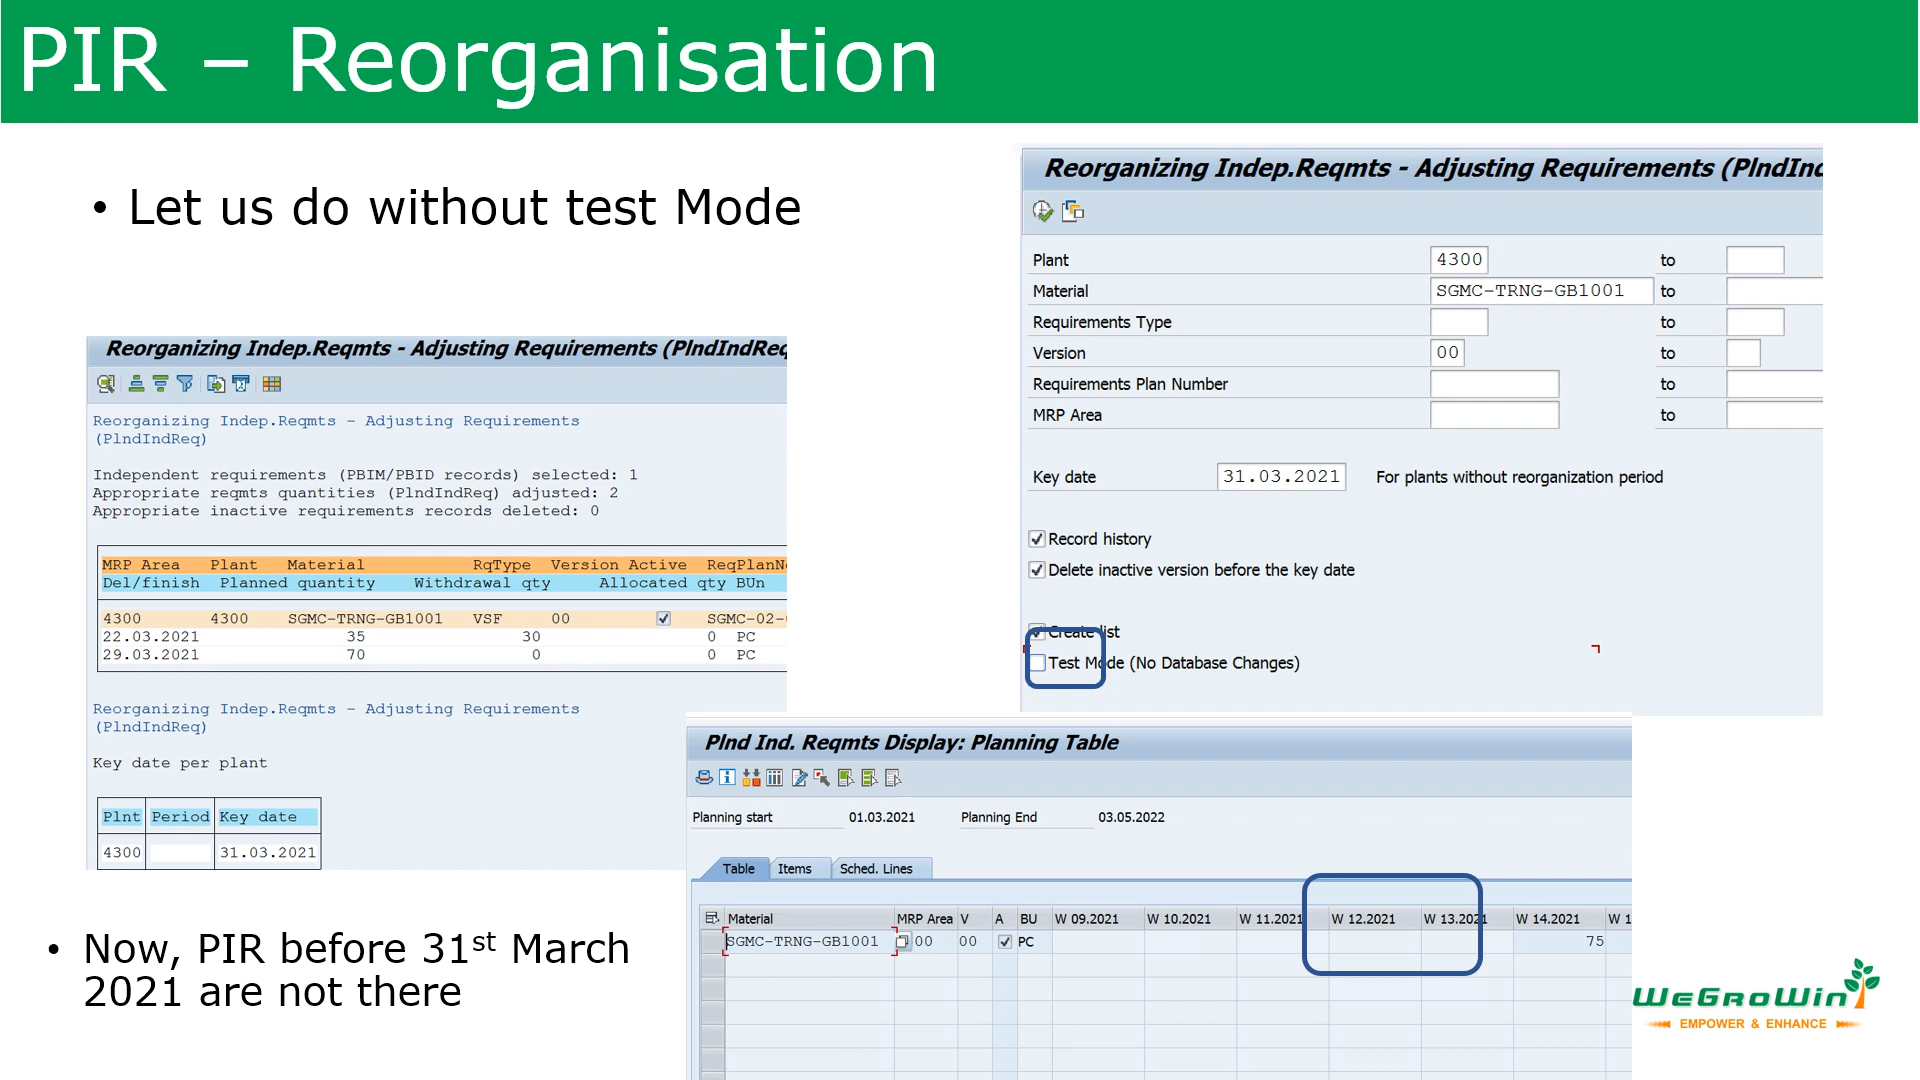 PIR – Reorganisation
• Let us do without test Mode
Reorganizing Indep.Reqmts - Adjusting Requirements (PlndIndReq
Reorganizing Indep.Reqmts - Adjusting Requirements
(PlndIndReq)
Independent requirements (PBIM/PBID records) selected: 1
Appropriate reqmts quantities (PlndIndReq) adjusted: 2
Appropriate inactive requirements records deleted: 0
MRP Area Plant Material RqType Version Active ReqPlanN
Del/finish Planned quantity Withdrawal qty Allocated qty BUn
4300 4300 SGMC-TRNG-GB1001 VSF 00 SGMC-02-
22.03.2021 35 30 0 PC
29.03.2021 70 0 0 PC
Reorganizing Indep.Reqmts - Adjusting Requirements
(PlndIndReq)
Key date per plant
Plnt Period Key date
4300 31.03.2021
• Now, PIR before 31st March
2021 are not there
Reorganizing Indep.Reqmts - Adjusting Requirements (PlndInd
Plant 4300 to
Material SGMC-TRNG-GB1001 to
Requirements Type to
Version 00 to
Requirements Plan Number to
MRP Area to
Key date 31.03.2021 For plants without reorganization period
Record history
Delete inactive version before the key date
Create list
Test Mode (No Database Changes)
Plnd Ind. Reqmts Display: Planning Table
Planning start 01.03.2021 Planning End 03.05.2022
Table Items Sched. Lines
Material MRP Area V A BU W 09.2021 W 10.2021 W 11.2021 W 12.2021 W 13.2021 W 14.2021 W 1
SGMC-TRNG-GB1001 00 00 PC 75
WeGroWin
EMPOWER & ENHANCE